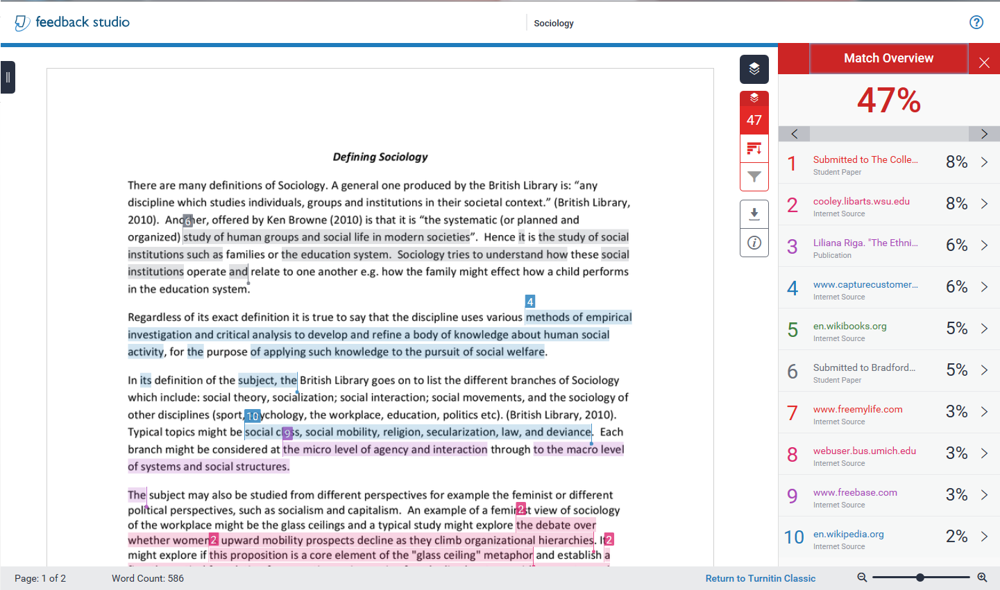 feedback studio
Sociology
?
Match Overview
47%
47
1 Submitted to The Colle... 8%
Student Paper
2 cooley.libarts.wsu.edu 8%
Internet Source
3 Liliana Riga. "The Ethni... 6%
Publication
4 www.capturecustomer... 6%
Internet Source
5 en.wikibooks.org 5%
Internet Source
6 Submitted to Bradford... 5%
Student Paper
7 www.freemylife.com 3%
Internet Source
8 webuser.bus.umich.edu 3%
Internet Source
9 www.freebase.com 3%
Internet Source
10 en.wikipedia.org 2%
Internet Source
Defining Sociology
There are many definitions of Sociology. A general one produced by the British Library is: “any
discipline which studies individuals, groups and institutions in their societal context.” (British Library,
2010). Another, offered by Ken Browne (2010) is that it is “the systematic (or planned and
6
organized) study of human groups and social life in modern societies”. Hence it is the study of social
institutions such as families or the education system. Sociology tries to understand how these social
institutions operate and relate to one another e.g. how the family might effect how a child performs
in the education system.
4
Regardless of its exact definition it is true to say that the discipline uses various methods of empirical
investigation and critical analysis to develop and refine a body of knowledge about human social
activity, for the purpose of applying such knowledge to the pursuit of social welfare.
In its definition of the subject, the British Library goes on to list the different branches of Sociology
which include: social theory, socialization; social interaction; social movements, and the sociology of
other disciplines (sport, psychology, the workplace, education, politics etc). (British Library, 2010).
10
Typical topics might be social class, social mobility, religion, secularization, law, and deviance. Each
9
branch might be considered at the micro level of agency and interaction through to the macro level
of systems and social structures.
The subject may also be studied from different perspectives for example the feminist or different
political perspectives, such as socialism and capitalism. An example of a feminist view of sociology
2
of the workplace might be the glass ceilings and a typical study might explore the debate over
whether women upward mobility prospects decline as they climb organizational hierarchies. It
2 2
might explore if this proposition is a core element of the "glass ceiling" metaphor and establish a
Page: 1 of 2
Word Count: 586
Return to Turnitin Classic